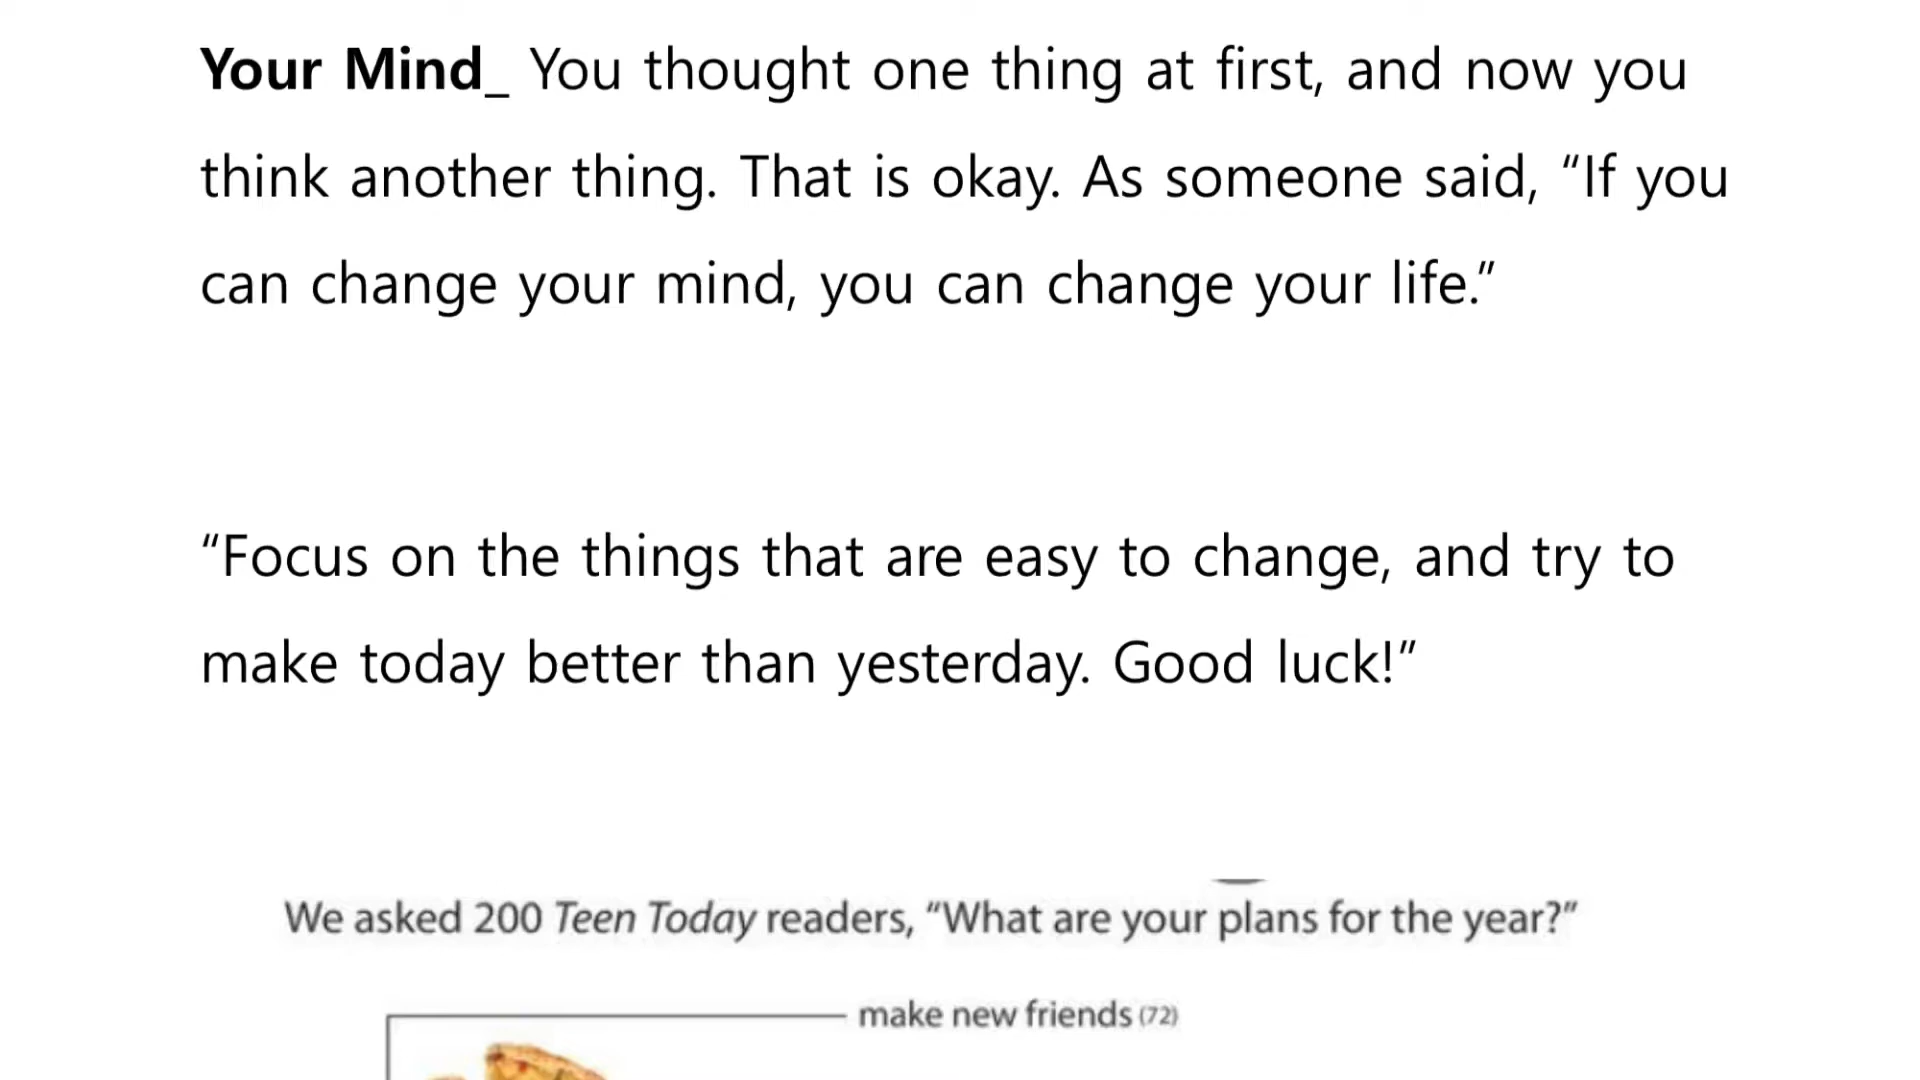 Your Mind_ You thought one thing at first, and now you
think another thing. That is okay. As someone said, “If you
can change your mind, you can change your life.”
“Focus on the things that are easy to change, and try to
make today better than yesterday. Good luck!”
We asked 200 Teen Today readers, “What are your plans for the year?”
make new friends (72)